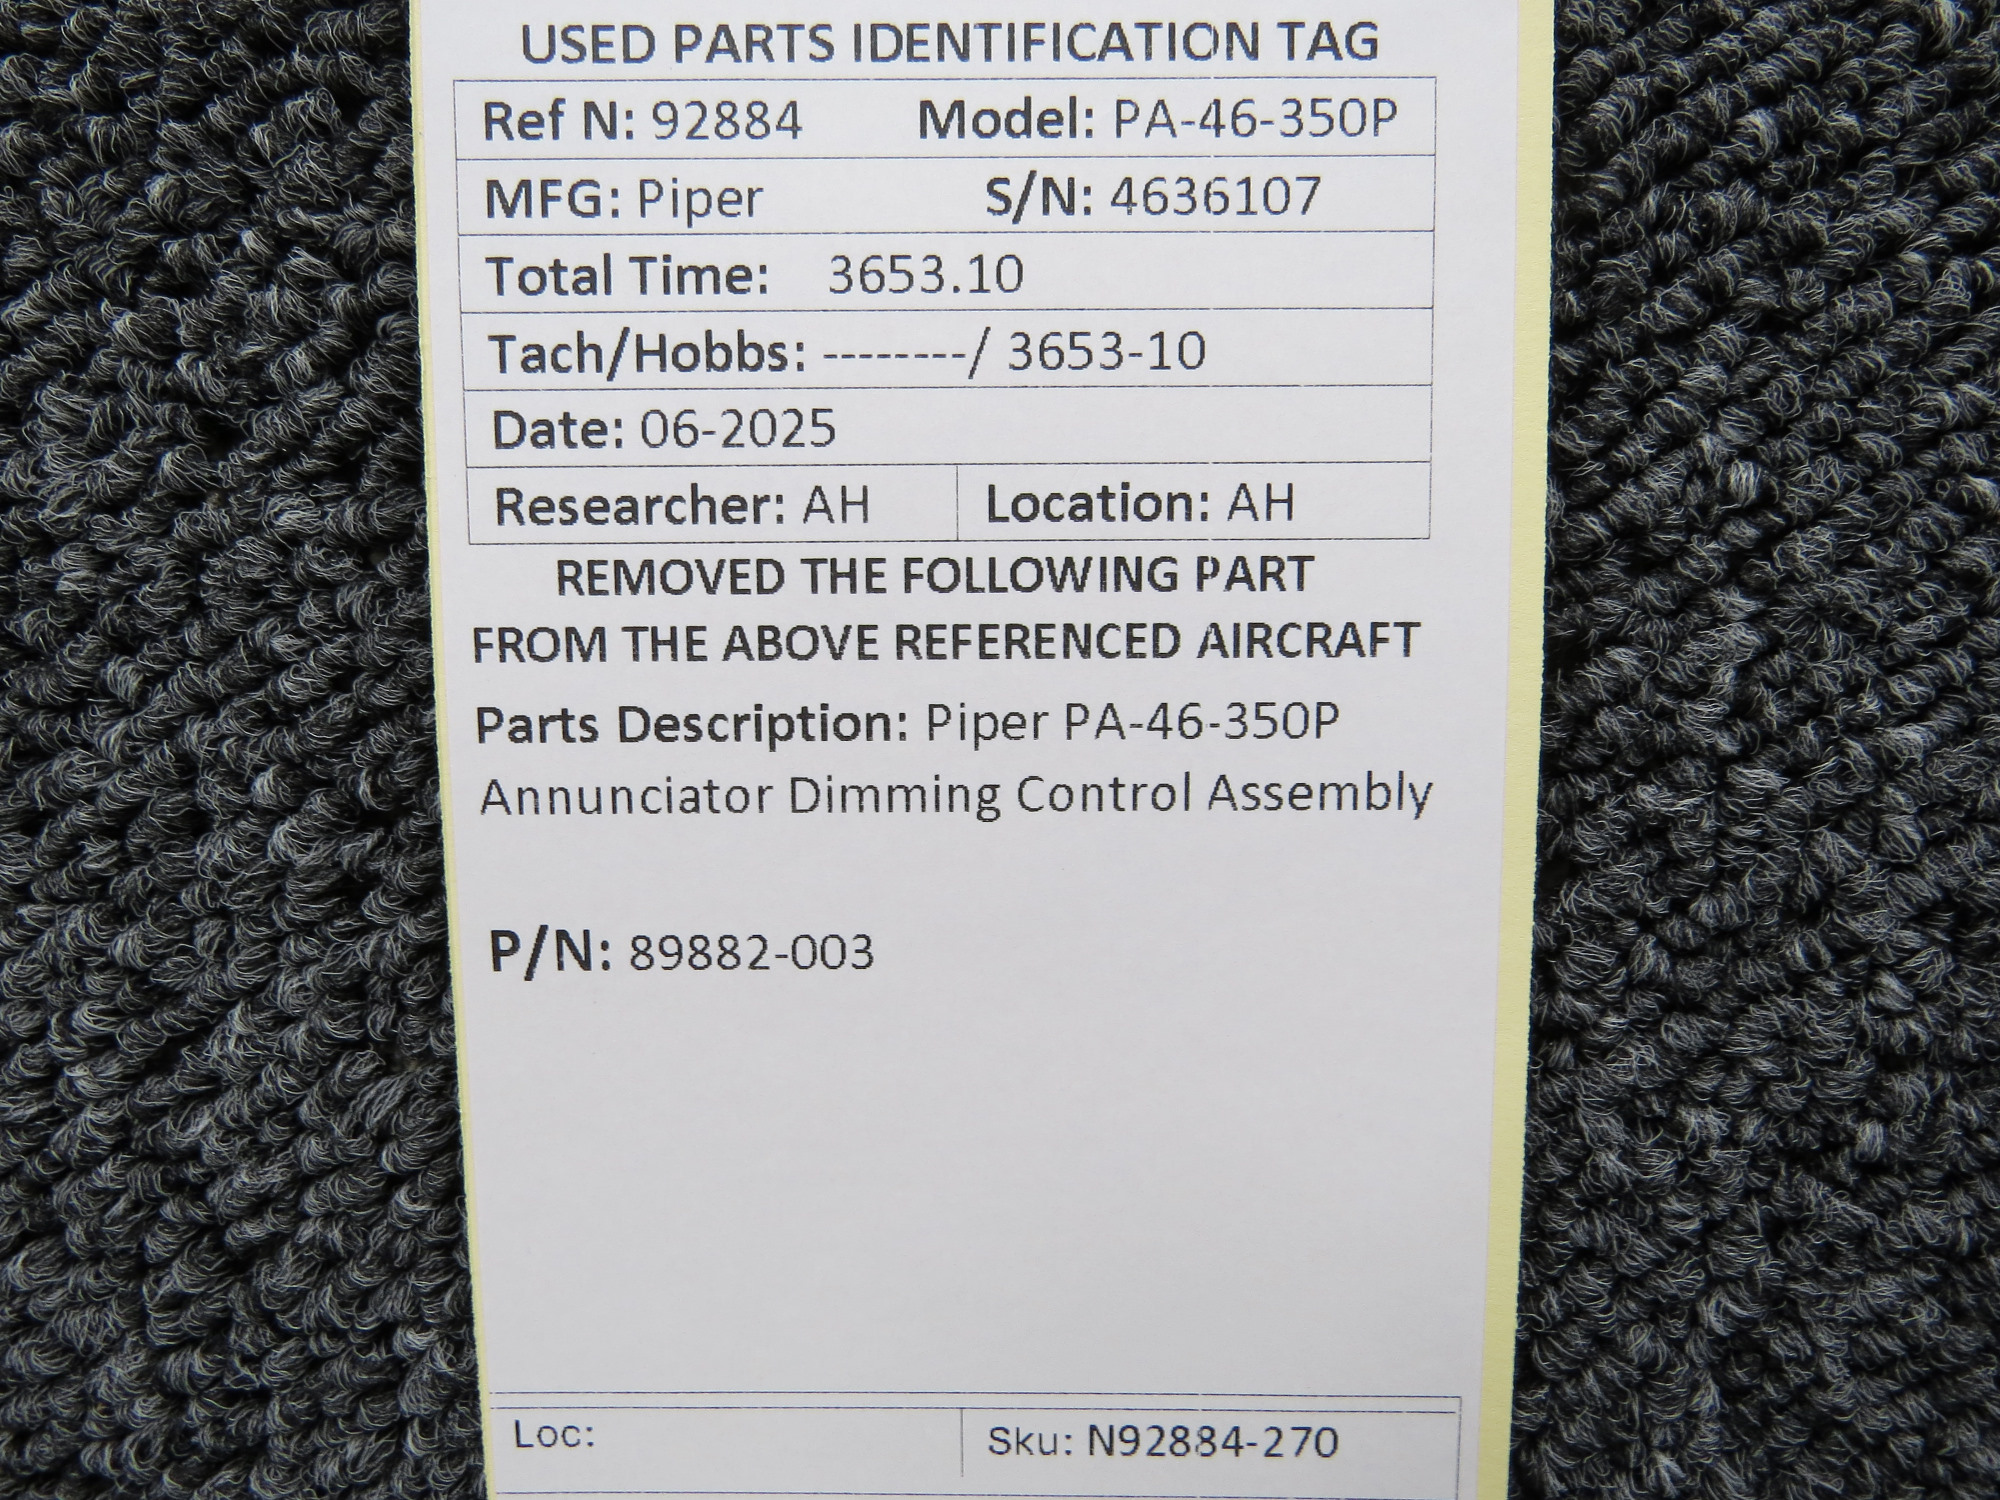 USED PARTS IDENTIFICATION TAG
Ref N: 92884 Model: PA-46-350P
MFG: Piper S/N: 4636107
Total Time: 3653.10
Tach/Hobbs: --------/ 3653-10
Date: 06-2025
Researcher: AH Location: AH
REMOVED THE FOLLOWING PART
FROM THE ABOVE REFERENCED AIRCRAFT
Parts Description: Piper PA-46-350P
Annunciator Dimming Control Assembly
P/N: 89882-003
Loc: Sku: N92884-270